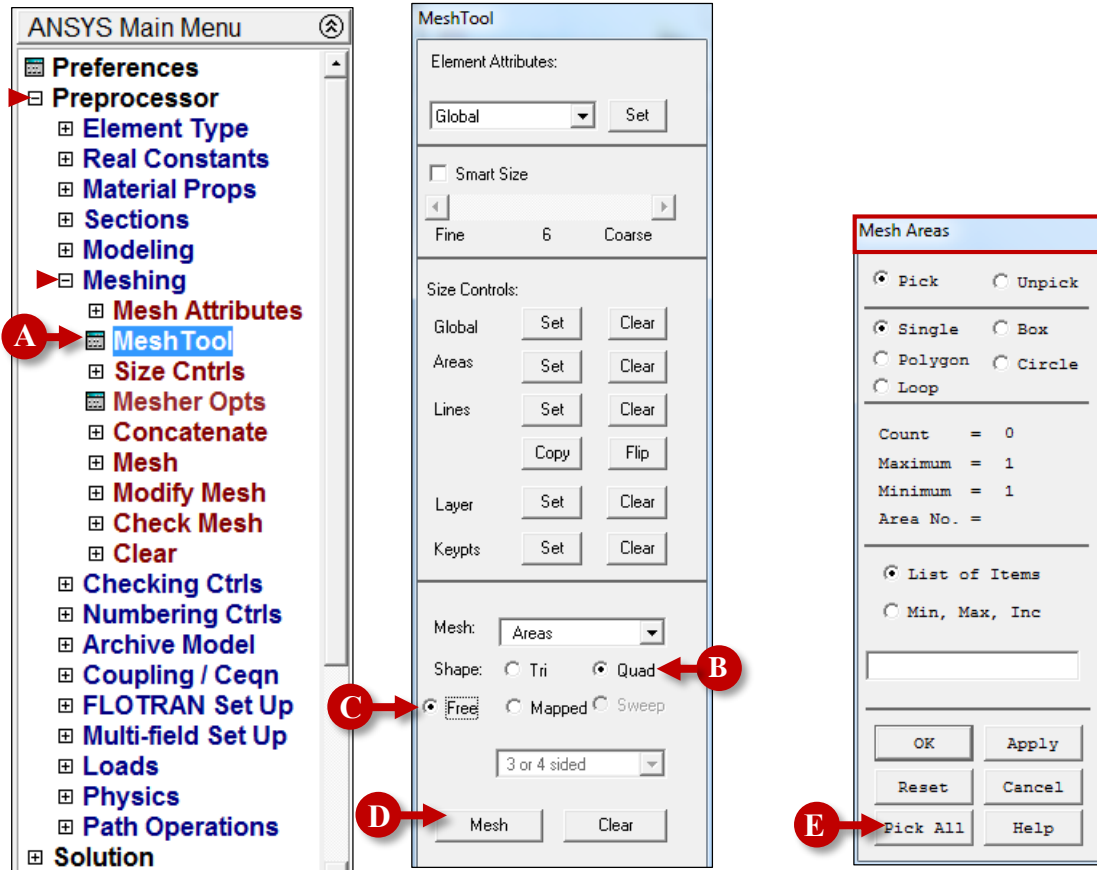 ANSYS Main Menu
Preferences
Preprocessor
Element Type
Real Constants
Material Props
Sections
Modeling
Meshing
Mesh Attributes
A
MeshTool
Size Cntrls
Mesher Opts
Concatenate
Mesh
Modify Mesh
Check Mesh
Clear
Checking Ctrls
Numbering Ctrls
Archive Model
Coupling / Ceqn
FLOTRAN Set Up
Multi-field Set Up
Loads
Physics
Path Operations
Solution
MeshTool
Element Attributes:
Global Set
Smart Size
Fine 6 Coarse
Size Controls:
Global Set Clear
Areas Set Clear
Lines Set Clear
Copy Flip
Layer Set Clear
Keypts Set Clear
Mesh: Areas
Shape: Tri Quad B
C Free Mapped Sweep
3 or 4 sided
D Mesh Clear
Mesh Areas
Pick Unpick
Single Box
Polygon Circle
Loop
Count = 0
Maximum = 1
Minimum = 1
Area No. =
List of Items
Min, Max, Inc
OK Apply
Reset Cancel
E Pick All Help